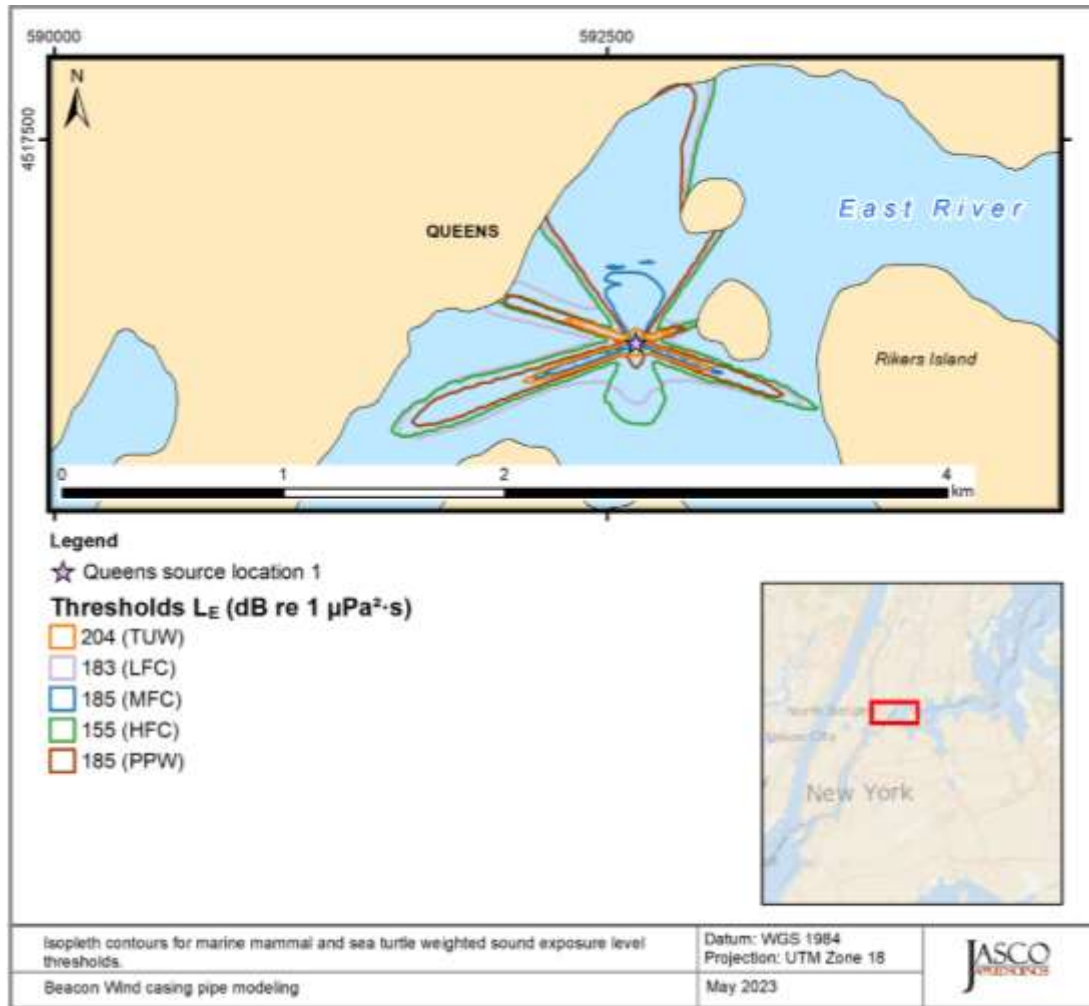 590000
592500
N
4517500
QUEENS
East River
Rikers Island
0
1
2
4
km
Legend
Queens source location 1
Thresholds LE (dB re 1 µPa²·s)
204 (TUW)
183 (LFC)
185 (MFC)
155 (HFC)
185 (PPW)
New York
Isopleth contours for marine mammal and sea turtle weighted sound exposure level
thresholds.
Beacon Wind casing pipe modeling
Datum: WGS 1984
Projection: UTM Zone 18
May 2023
JASCO
APPLIED SCIENCES